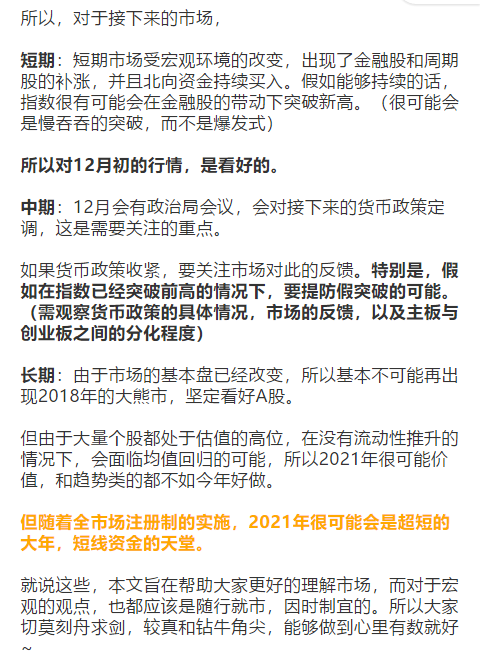 所以，对于接下来的市场，
短期：短期市场受宏观环境的改变，出现了金融股和周期
股的补涨，并且北向资金持续买入。假如能够持续的话，
指数很有可能会在金融股的带动下突破新高。（很可能会
是慢吞吞的突破，而不是爆发式）
所以对12月初的行情，是看好的。
中期：12月会有政治局会议，会对接下来的货币政策定
调，这是需要关注的重点。
如果货币政策收紧，要关注市场对此的反馈。特别是，假
如在指数已经突破前高的情况下，要提防假突破的可能。
（需观察货币政策的具体情况，市场的反馈，以及主板与
创业板之间的分化程度）
长期：由于市场的基本盘已经改变，所以基本不可能再出
现2018年的大熊市，坚定看好A股。
但由于大量个股都处于估值的高位，在没有流动性推升的
情况下，会面临均值回归的可能，所以2021年很可能价
值，和趋势类的都不如今年好做。
但随着全市场注册制的实施，2021年很可能会是超短的
大年，短线资金的天堂。
就说这些，本文旨在帮助大家更好的理解市场，而对于宏
观的观点，也都应该是随行就市，因时制宜的。所以大家
切莫刻舟求剑，较真和钻牛角尖，能够做到心里有数就好
~